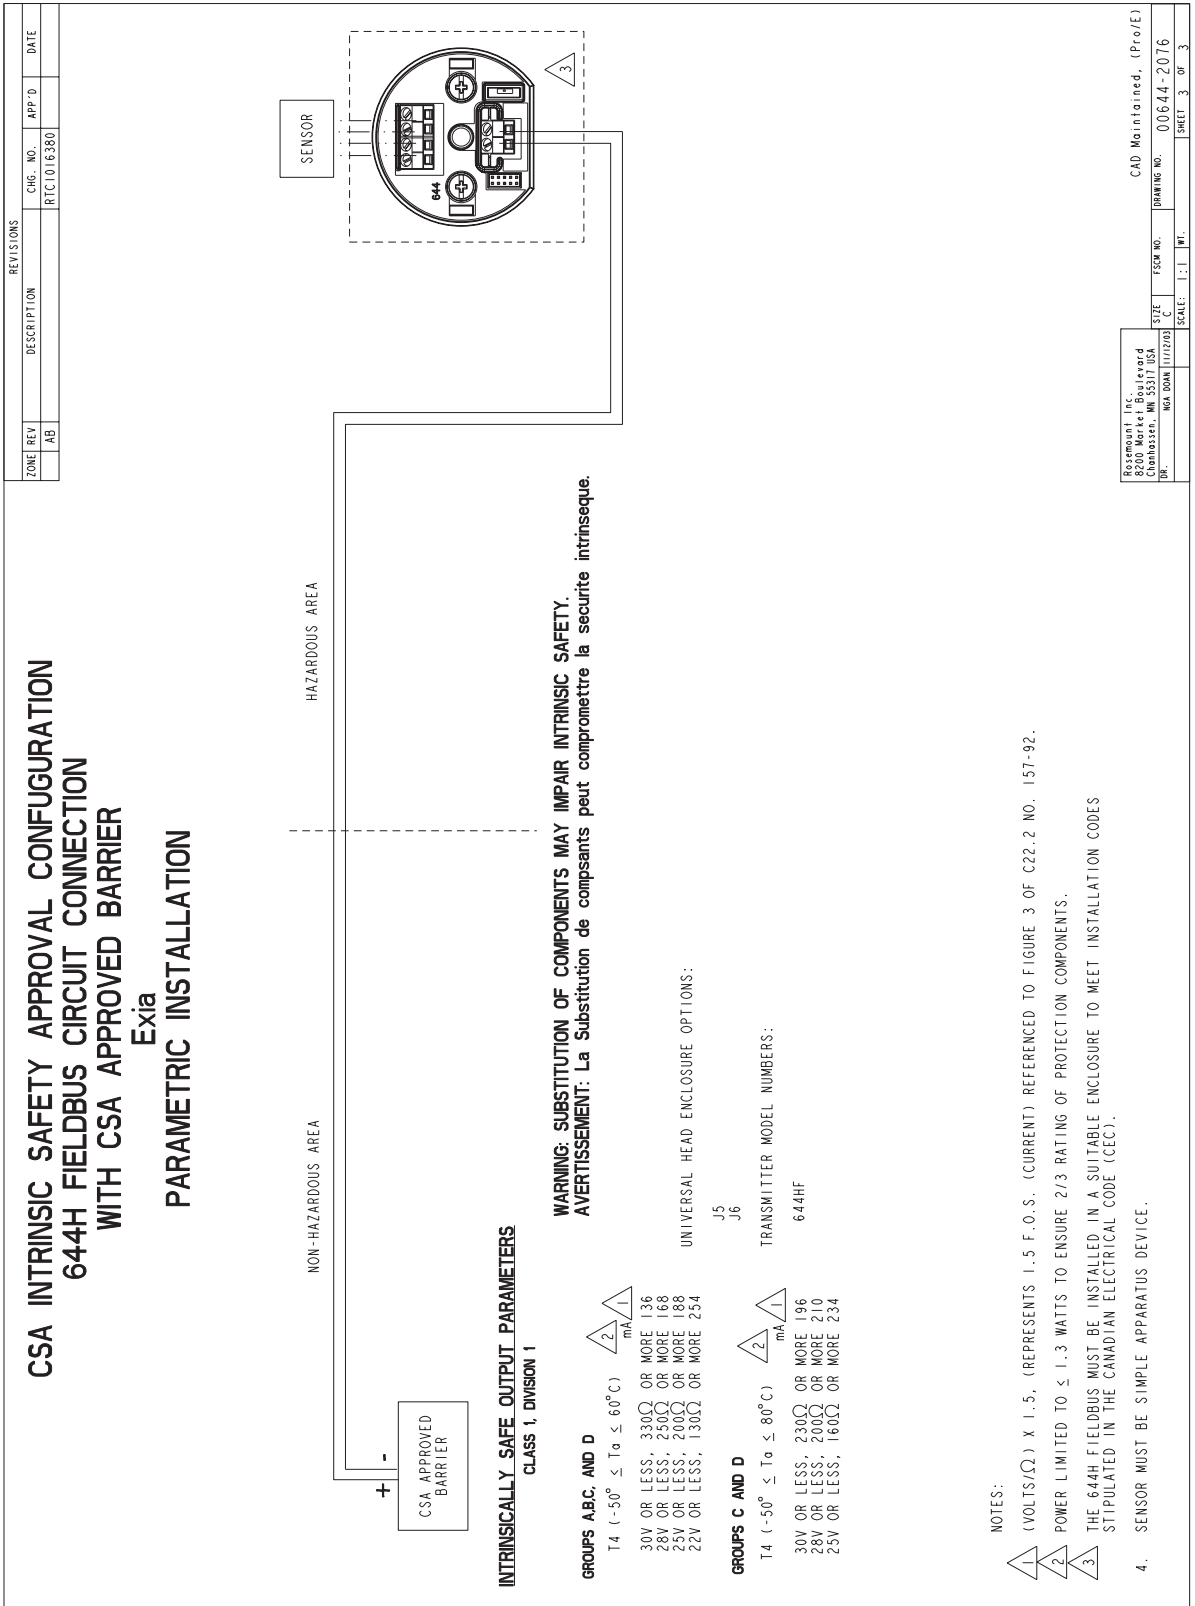 REVISIONS
ZONE REV DESCRIPTION CHG. NO. APP'D DATE
AB RTC1016380
CSA INTRINSIC SAFETY APPROVAL CONFUGURATION
644H FIELDBUS CIRCUIT CONNECTION
WITH CSA APPROVED BARRIER
Exia
PARAMETRIC INSTALLATION
NON-HAZARDOUS AREA
HAZARDOUS AREA
SENSOR
644
3
+ -
CSA APPROVED
BARRIER
INTRINSICALLY SAFE OUTPUT PARAMETERS
CLASS 1, DIVISION 1
WARNING: SUBSTITUTION OF COMPONENTS MAY IMPAIR INTRINSIC SAFETY.
AVERTISSEMENT: La Substitution de compsants peut compromettre la securite intrinseque.
GROUPS A,B,C, AND D
T4 (-50° ≤ Ta ≤ 60°C) 2
mA 1
30V OR LESS, 330Ω OR MORE 136
28V OR LESS, 250Ω OR MORE 168
25V OR LESS, 200Ω OR MORE 188
22V OR LESS, 130Ω OR MORE 254
UNIVERSAL HEAD ENCLOSURE OPTIONS:
J5
J6
GROUPS C AND D
T4 (-50° ≤ Ta ≤ 80°C) 2
mA 1
30V OR LESS, 230Ω OR MORE 196
28V OR LESS, 200Ω OR MORE 210
25V OR LESS, 160Ω OR MORE 234
TRANSMITTER MODEL NUMBERS:
644HF
NOTES:
1 (VOLTS/Ω) X 1.5, (REPRESENTS 1.5 F.O.S. (CURRENT) REFERENCED TO FIGURE 3 OF C22.2 NO. 157-92.
2 POWER LIMITED TO ≤ 1.3 WATTS TO ENSURE 2/3 RATING OF PROTECTION COMPONENTS.
3 THE 644H FIELDBUS MUST BE INSTALLED IN A SUITABLE ENCLOSURE TO MEET INSTALLATION CODES
STIPULATED IN THE CANADIAN ELECTRICAL CODE (CEC).
4. SENSOR MUST BE SIMPLE APPARATUS DEVICE.
CAD Maintained, (Pro/E)
Rosemount Inc.
8200 Market Boulevard
Chanhassen, MN 55317 USA
DR. NGA DOAN 11/12/03
SIZE C FSCM NO. DRAWING NO. 00644-2076
SCALE: 1:1 WT. SHEET 3 OF 3